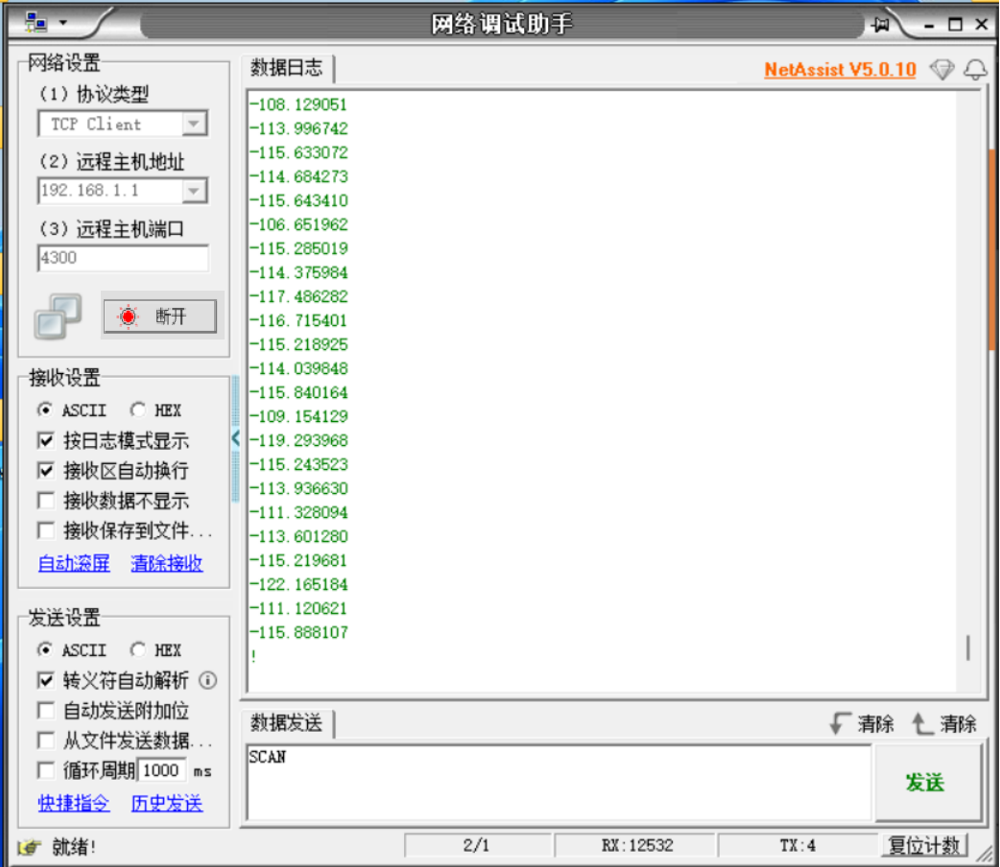 网络调试助手
网络设置
(1) 协议类型
TCP Client
(2) 远程主机地址
192.168.1.1
(3) 远程主机端口
4300
断开
接收设置
ASCII HEX
按日志模式显示
接收区自动换行
接收数据不显示
接收保存到文件...
自动滚屏 清除接收
发送设置
ASCII HEX
转义符自动解析
自动发送附加位
从文件发送数据...
循环周期 1000 ms
快捷指令 历史发送
数据日志 NetAssist V5.0.10
-108.129051
-113.996742
-115.633072
-114.684273
-115.643410
-106.651962
-115.285019
-114.375984
-117.486282
-116.715401
-115.218925
-114.039848
-115.840164
-109.154129
-119.293968
-115.243523
-113.936630
-111.328094
-113.601280
-115.219681
-122.165184
-111.120621
-115.888107
!
数据发送 清除 清除
SCAN
发送
就绪! 2/1 RX:12532 TX:4 复位计数